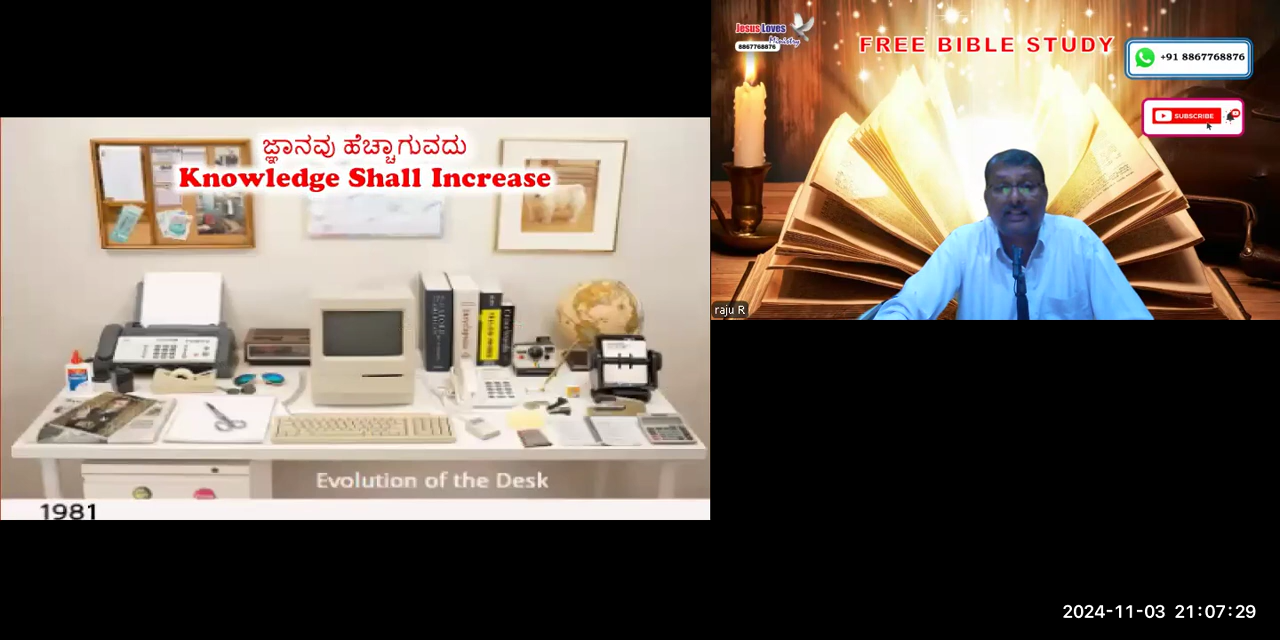 ಜ್ಞಾನವು ಹೆಚ್ಚಾಗುವದು
Knowledge Shall Increase
Evolution of the Desk
1981
Jesus Loves
Ministry
8867768876
FREE BIBLE STUDY
+91 8867768876
SUBSCRIBE
raju R
2024-11-03 21:07:29